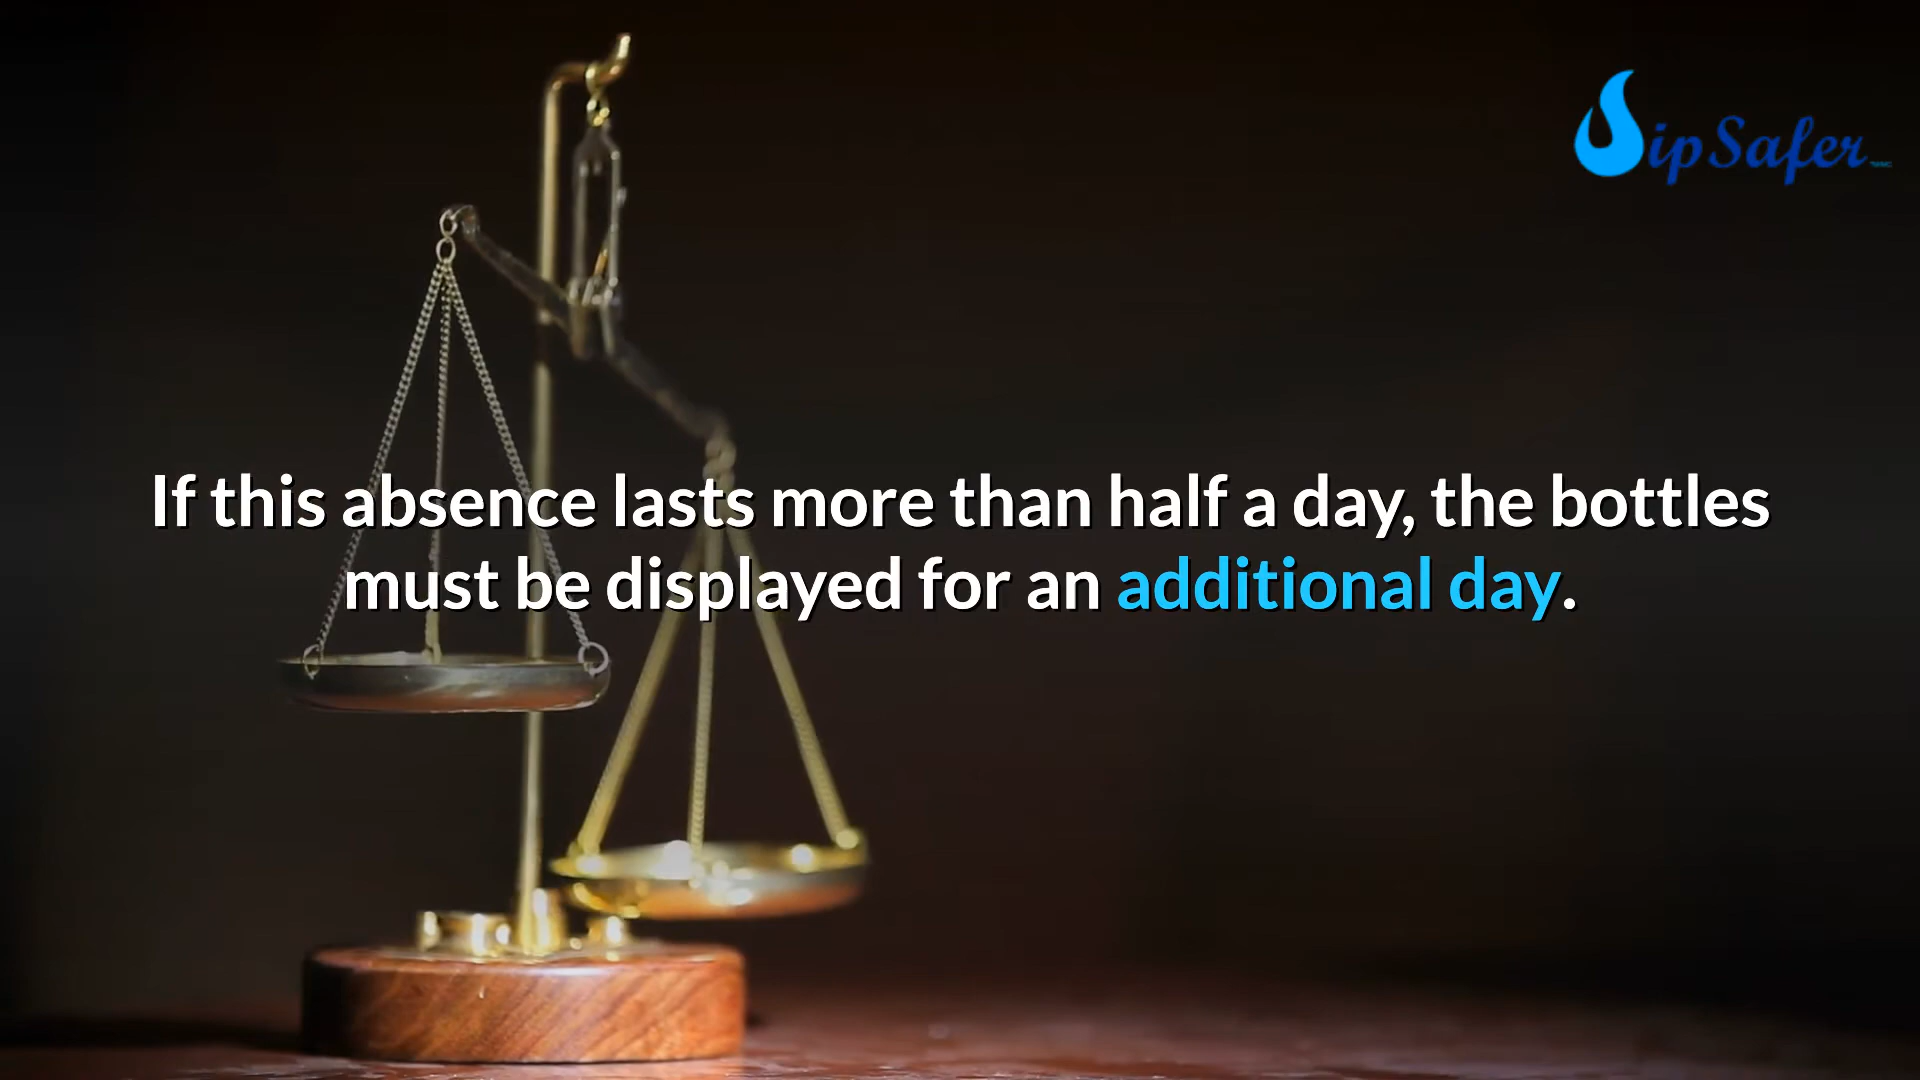 SipSafer
If this absence lasts more than half a day, the bottles
must be displayed for an additional day.